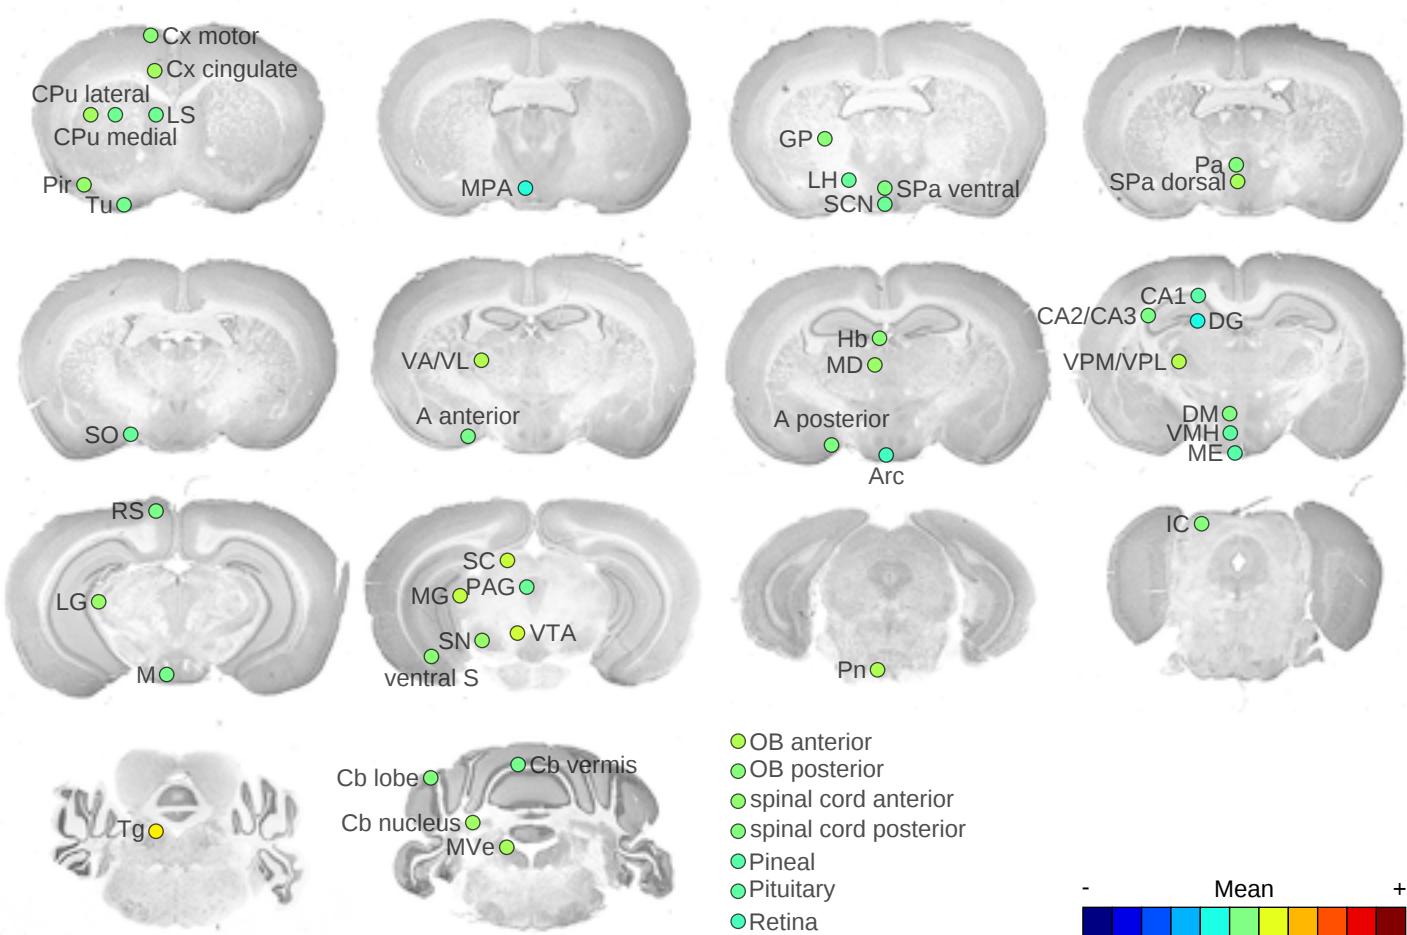 Cx motor
Cx cingulate
CPu lateral
LS
CPu medial
Pir
Tu
MPA
GP
LH
SPa ventral
SCN
Pa
SPa dorsal
SO
VA/VL
A anterior
Hb
MD
A posterior
Arc
CA1
CA2/CA3
DG
VPM/VPL
DM
VMH
ME
RS
LG
M
SC
PAG
MG
SN
VTA
ventral S
Pn
IC
Tg
Cb lobe
Cb vermis
Cb nucleus
MVe
OB anterior
OB posterior
spinal cord anterior
spinal cord posterior
Pineal
Pituitary
Retina
- Mean +